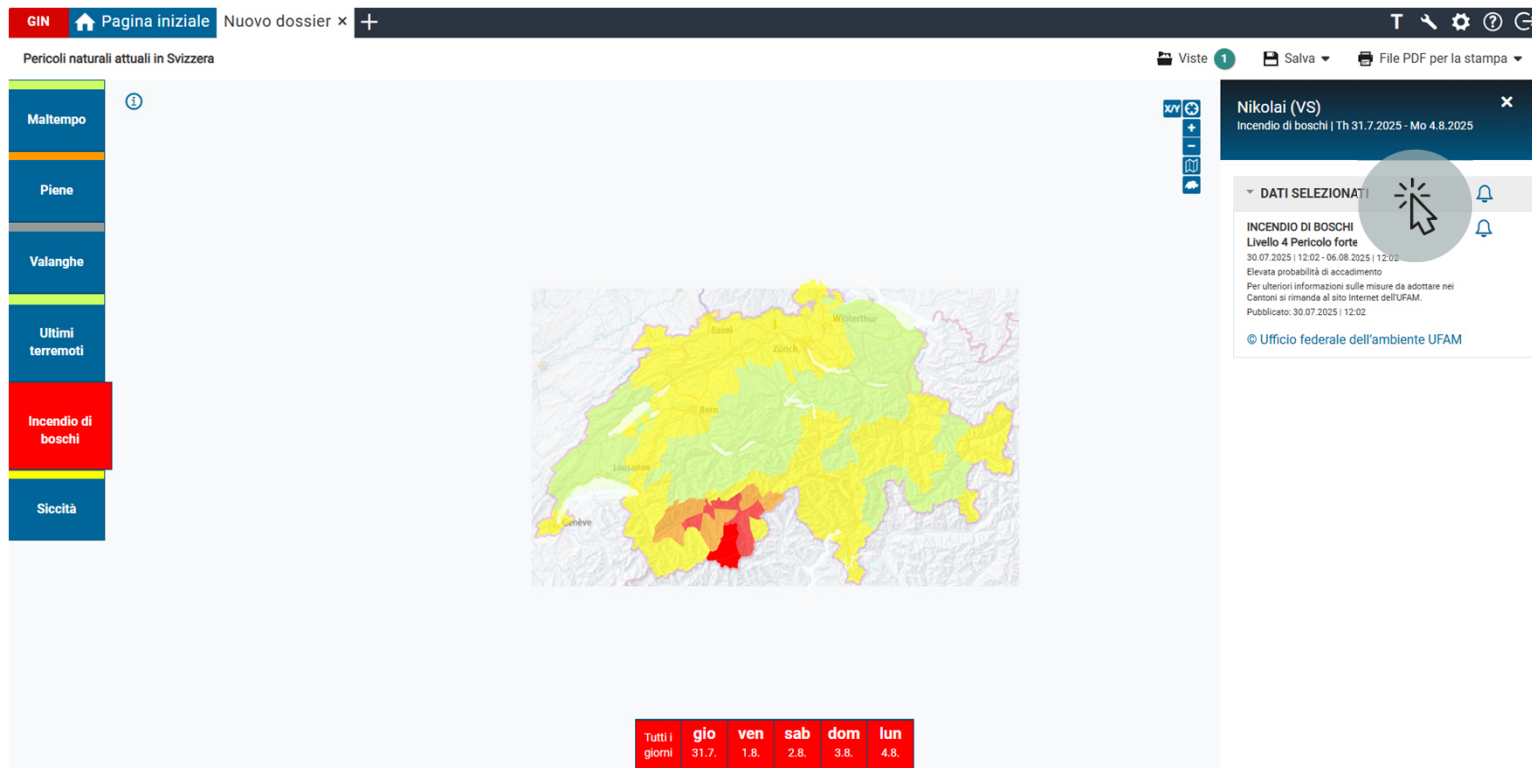 GIN Pagina iniziale Nuovo dossier × + T
Pericoli naturali attuali in Svizzera Viste 1 Salva File PDF per la stampa
Maltempo
Piene
Valanghe
Ultimi
terremoti
Incendio di
boschi
Siccità
X/Y
+
−
Basel
Winterthur
Zürich
Bern
Lausanne
Genève
Tutti i
giorni
gio
31.7.
ven
1.8.
sab
2.8.
dom
3.8.
lun
4.8.
Nikolai (VS)
Incendio di boschi | Th 31.7.2025 - Mo 4.8.2025
DATI SELEZIONATI
INCENDIO DI BOSCHI
Livello 4 Pericolo forte
30.07.2025 | 12:02 - 06.08.2025 | 12:02
Elevata probabilità di accadimento
Per ulteriori informazioni sulle misure da adottare nei
Cantoni si rimanda al sito Internet dell'UFAM.
Pubblicato: 30.07.2025 | 12:02
© Ufficio federale dell'ambiente UFAM